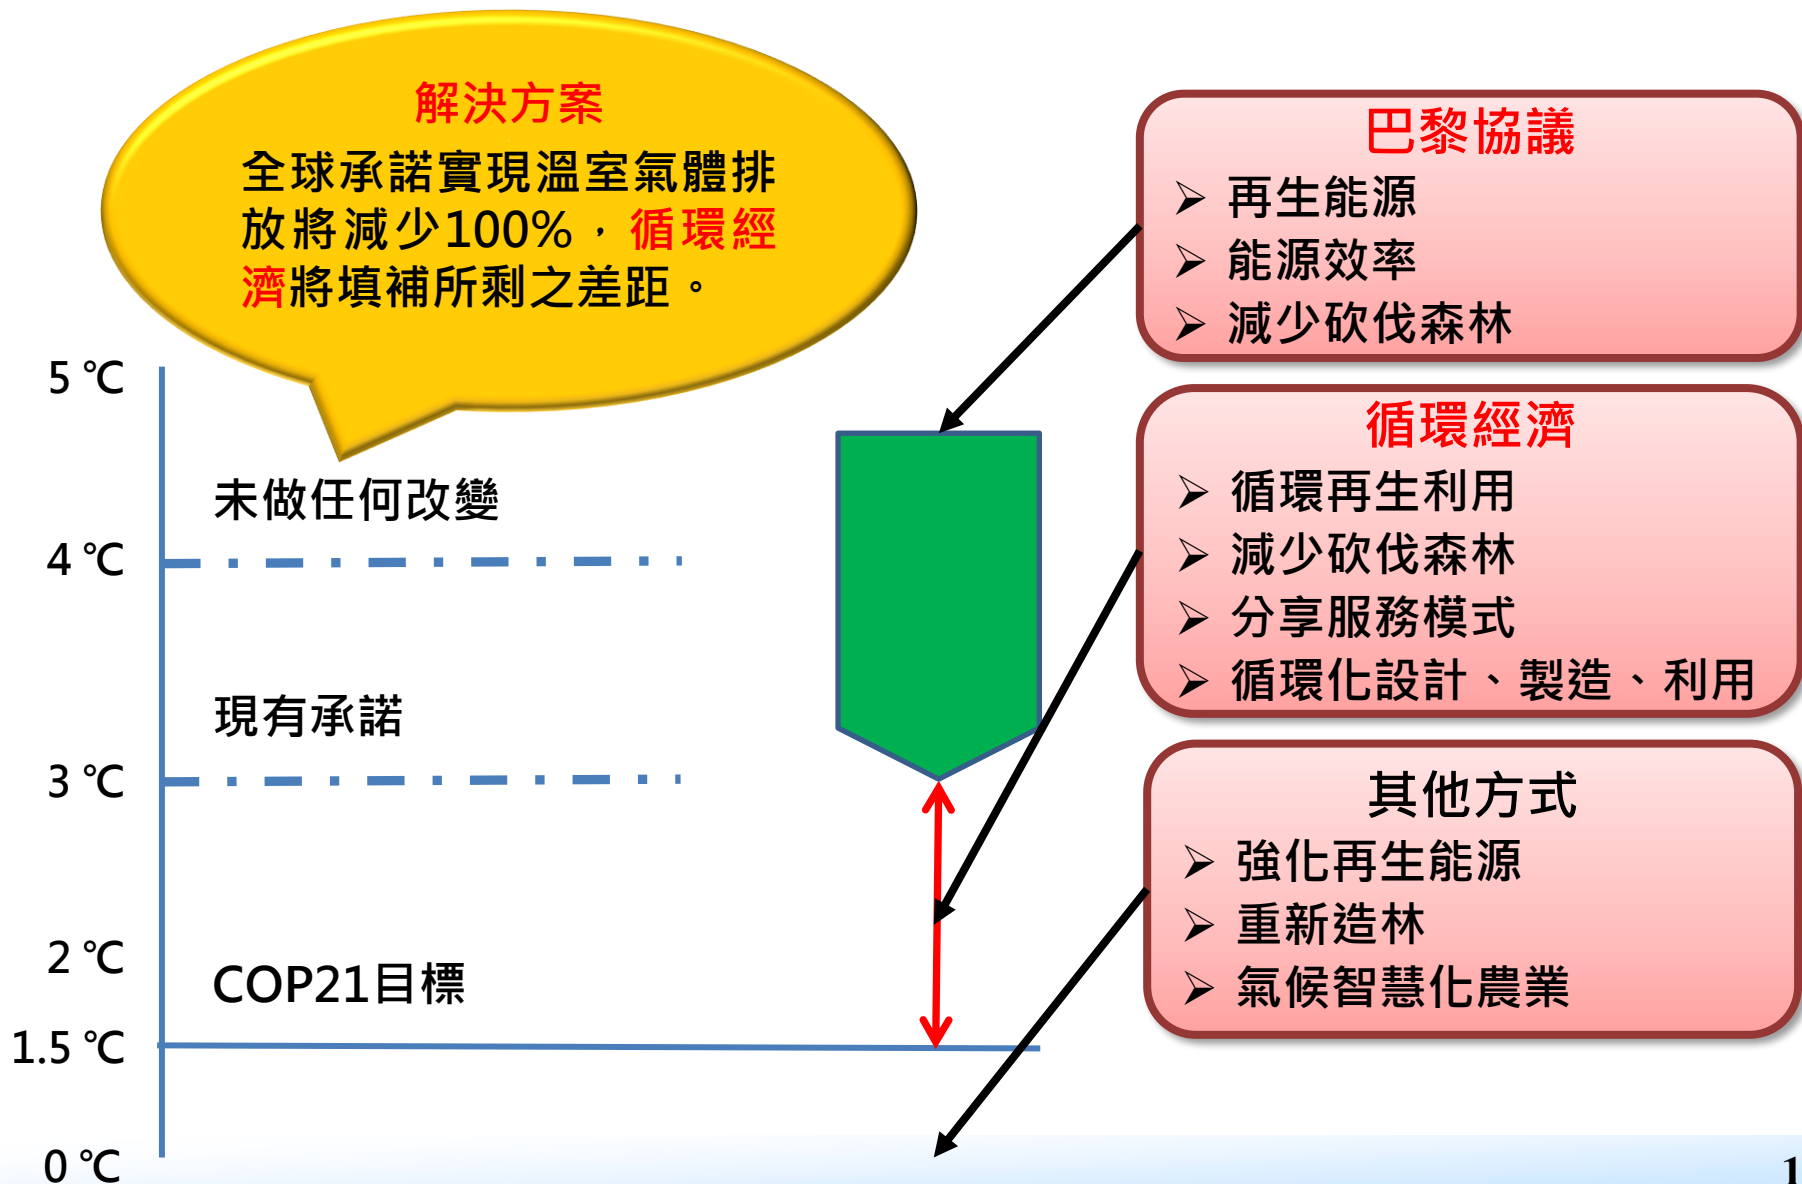 解決方案
全球承諾實現溫室氣體排
放將減少100%，循環經
濟將填補所剩之差距。
巴黎協議
➢ 再生能源
➢ 能源效率
➢ 減少砍伐森林
循環經濟
➢ 循環再生利用
➢ 減少砍伐森林
➢ 分享服務模式
➢ 循環化設計、製造、利用
其他方式
➢ 強化再生能源
➢ 重新造林
➢ 氣候智慧化農業
5 ℃
未做任何改變
4 ℃
現有承諾
3 ℃
2 ℃
COP21目標
1.5 ℃
0 ℃
1